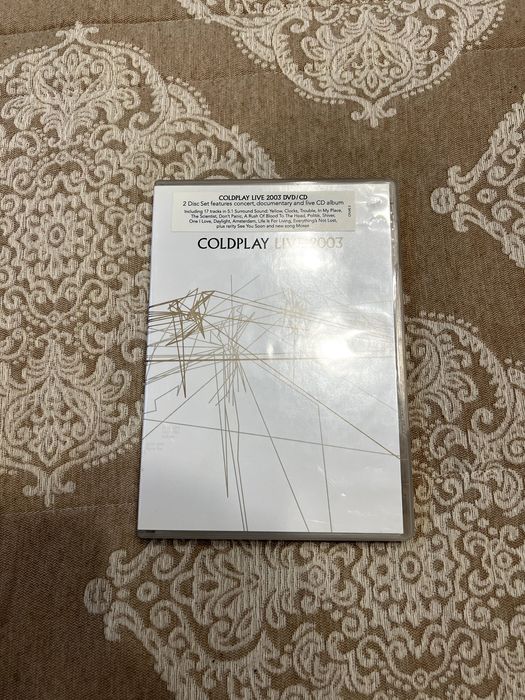 COLDPLAY LIVE 2003 DVD/CD
2 Disc Set features concert, documentary and live CD album
Including 17 tracks in 5.1 Surround Sound: Yellow, Clocks, Trouble, In My Place,
The Scientist, Don't Panic, A Rush Of Blood To The Head, Politik, Shiver,
One I Love, Daylight, Amsterdam, Life Is For Living, Everything's Not Lost,
plus rarity See You Soon and new song Moses
COLDPLAY LIVE 2003